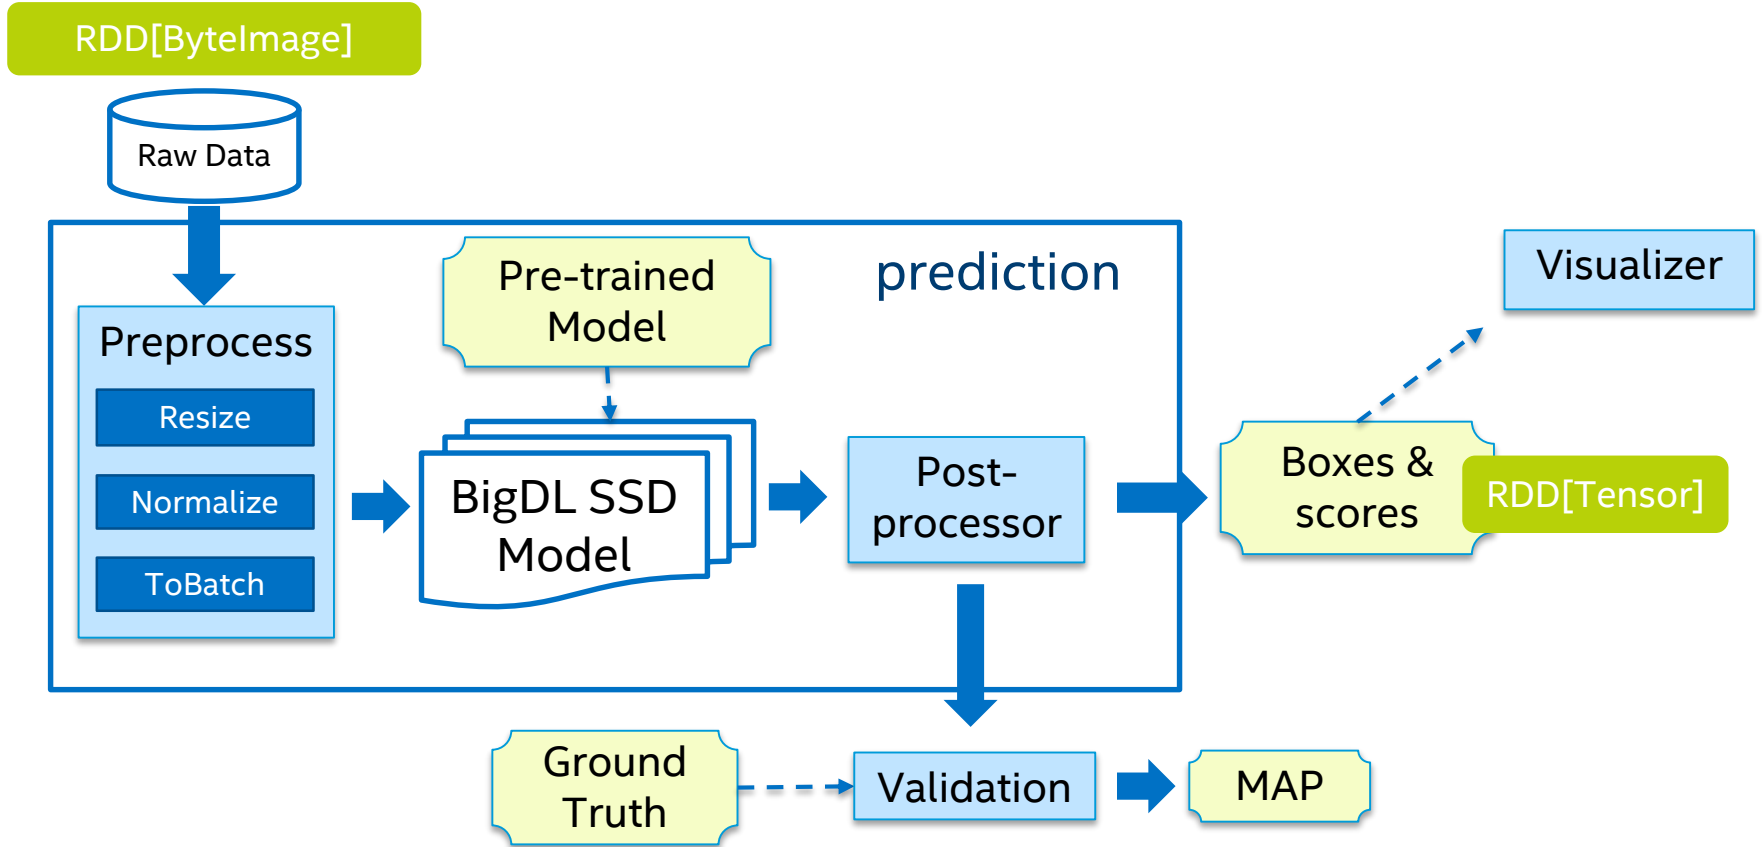 RDD[ByteImage]
Raw Data
prediction
Preprocess
Resize
Normalize
ToBatch
Pre-trained
Model
BigDL SSD
Model
Post-
processor
Boxes &
scores
RDD[Tensor]
Visualizer
Ground
Truth
Validation
MAP